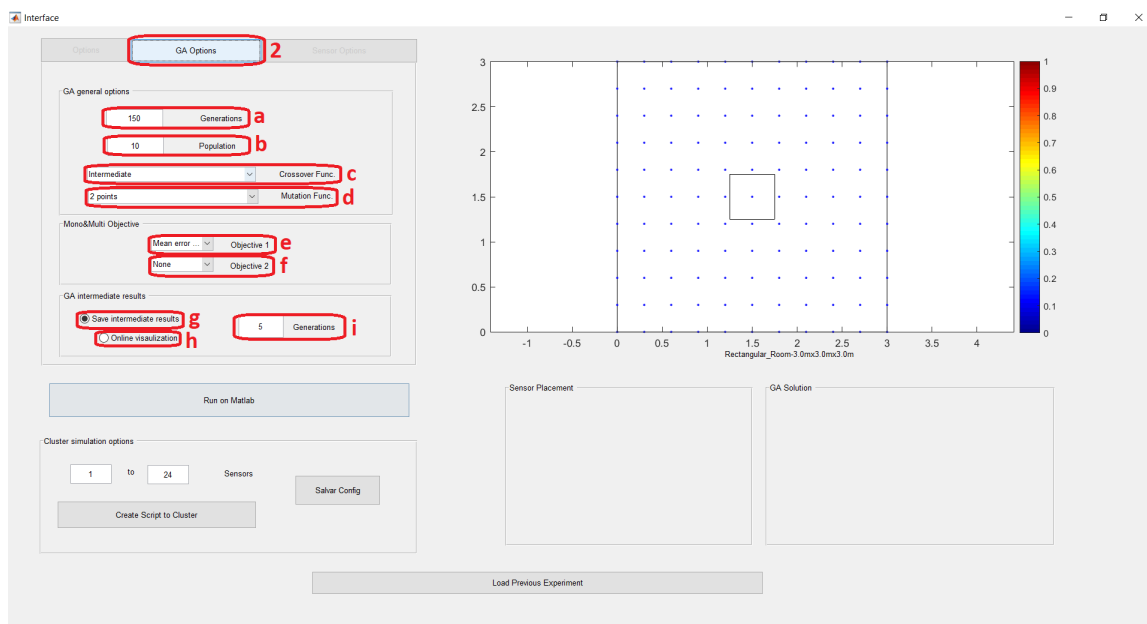 Interface
Options
GA Options
2
Sensor Options
GA general options
150 Generations a
10 Population b
Intermediate Crossover Func. c
2 points Mutation Func. d
Mono&Multi Objective
Mean error ... Objective 1 e
None Objective 2 f
GA intermediate results
Save intermediate results g
Online visaulization h
5 Generations i
Run on Matlab
Cluster simulation options
1 to 24 Sensors
Salvar Config
Create Script to Cluster
3
2.5
2
1.5
1
0.5
0
-1 -0.5 0 0.5 1 1.5 2 2.5 3 3.5 4
Rectangular_Room-3.0mx3.0mx3.0m
1
0.9
0.8
0.7
0.6
0.5
0.4
0.3
0.2
0.1
0
Sensor Placement
GA Solution
Load Previous Experiment